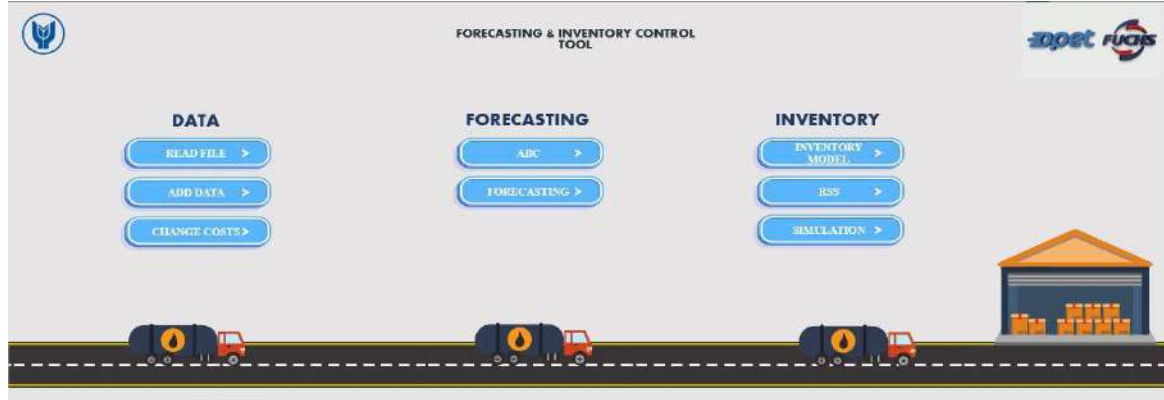 FORECASTING & INVENTORY CONTROL
TOOL
opet FUCHS
DATA
READ FILE >
ADD DATA >
CHANGE COSTS >
FORECASTING
ABC >
FORECASTING >
INVENTORY
INVENTORY
MODEL >
RSS >
SIMULATION >